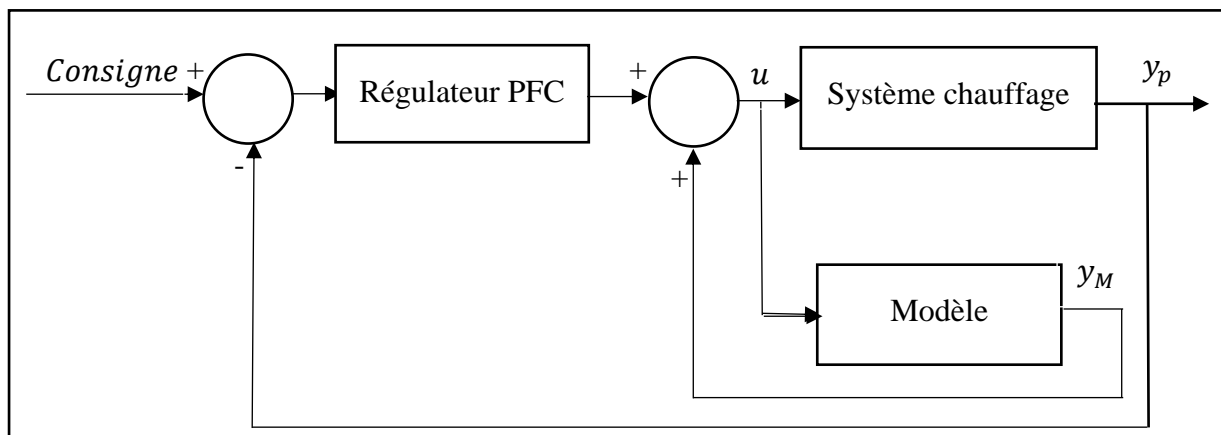 Consigne +
Régulateur PFC
+
u
Système chauffage
y_p
-
+
Modèle
y_M